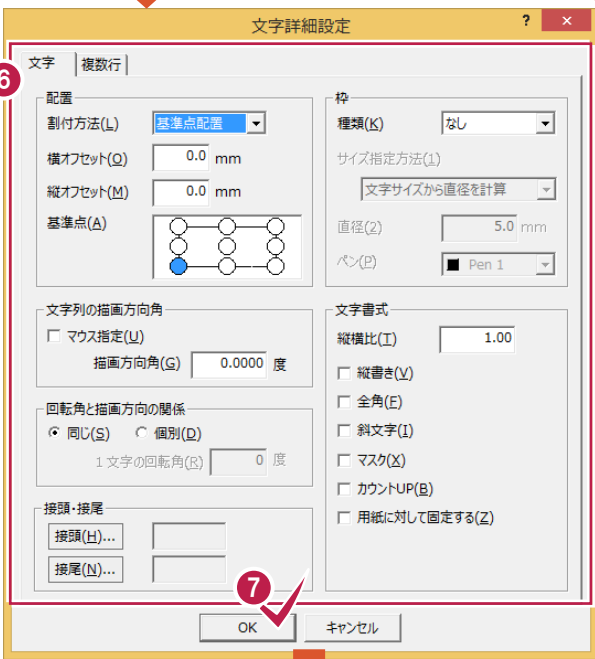 文字詳細設定 ? ×
6
文字 複数行
配置
割付方法(L) 基準点配置
横オフセット(O) 0.0 mm
縦オフセット(M) 0.0 mm
基準点(A)
枠
種類(K) なし
サイズ指定方法(1)
文字サイズから直径を計算
直径(2) 5.0 mm
ペン(P) Pen 1
文字列の描画方向角
マウス指定(U)
描画方向角(G) 0.0000 度
回転角と描画方向の関係
同じ(S) 個別(D)
1文字の回転角(R) 0 度
接頭・接尾
接頭(H)...
接尾(N)...
文字書式
縦横比(T) 1.00
縦書き(V)
全角(F)
斜文字(I)
マスク(X)
カウントUP(B)
用紙に対して固定する(Z)
7
OK キャンセル